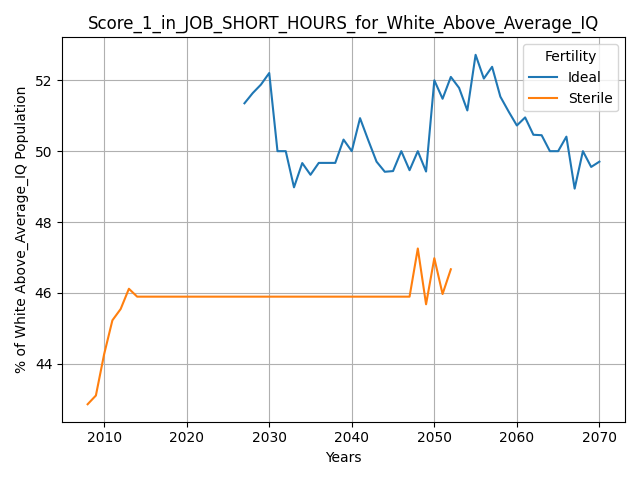 Score_1_in_JOB_SHORT_HOURS_for_White_Above_Average_IQ
% of White Above_Average_IQ Population
52
50
48
46
44
Fertility
Ideal
Sterile
2010 2020 2030 2040 2050 2060 2070
Years